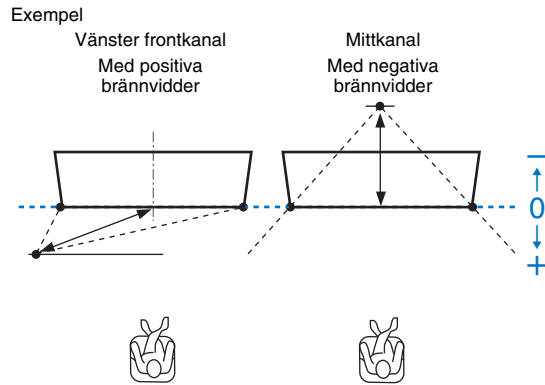 Exempel
Vänster frontkanal
Med positiva
brännvidder
Mittkanal
Med negativa
brännvidder
−
0
+